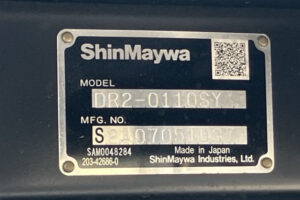 ShinMaywa
MODEL
DR2-0110SY
MFG. NO.
SAM0048284
203-42686-0
Made in Japan
ShinMaywa Industries, Ltd.